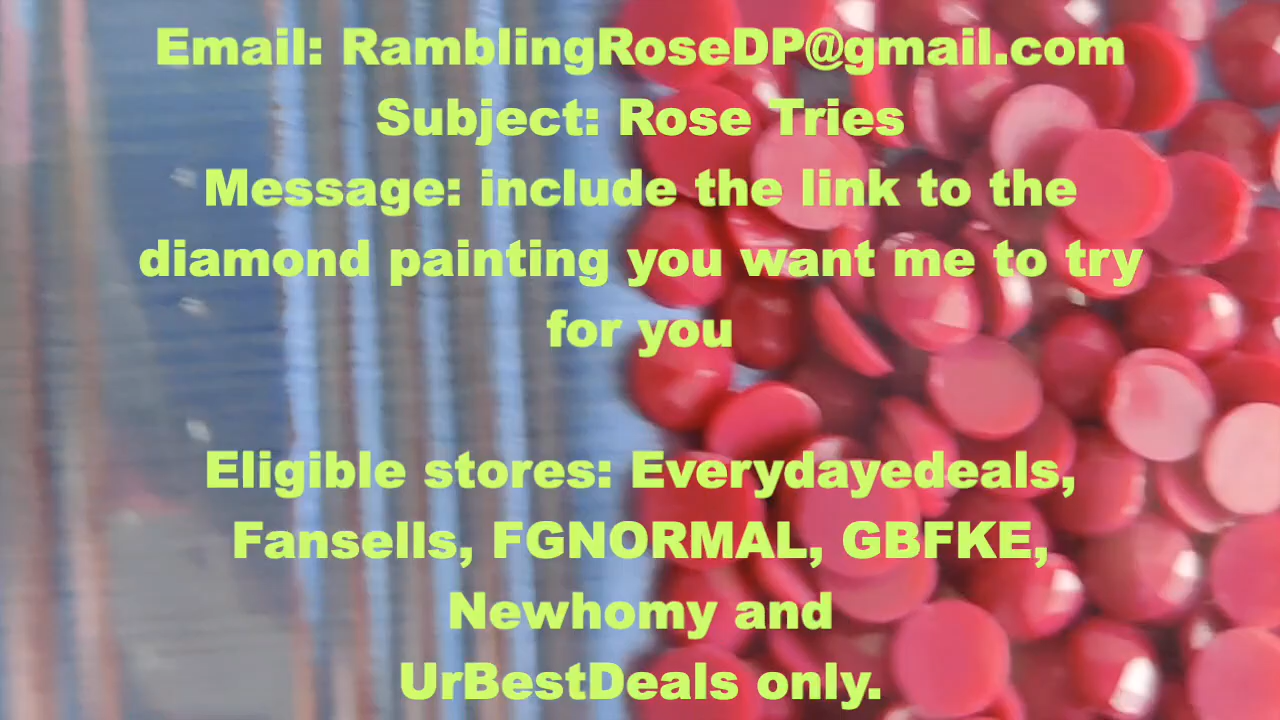 Email: RamblingRoseDP@gmail.com
Subject: Rose Tries
Message: include the link to the
diamond painting you want me to try
for you
Eligible stores: Everydayedeals,
Fansells, FGNORMAL, GBFKE,
Newhomy and
UrBestDeals only.